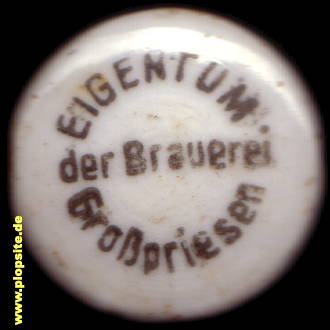 EIGENTUM.
der Brauerei
Großpriesen
www.plopsite.de